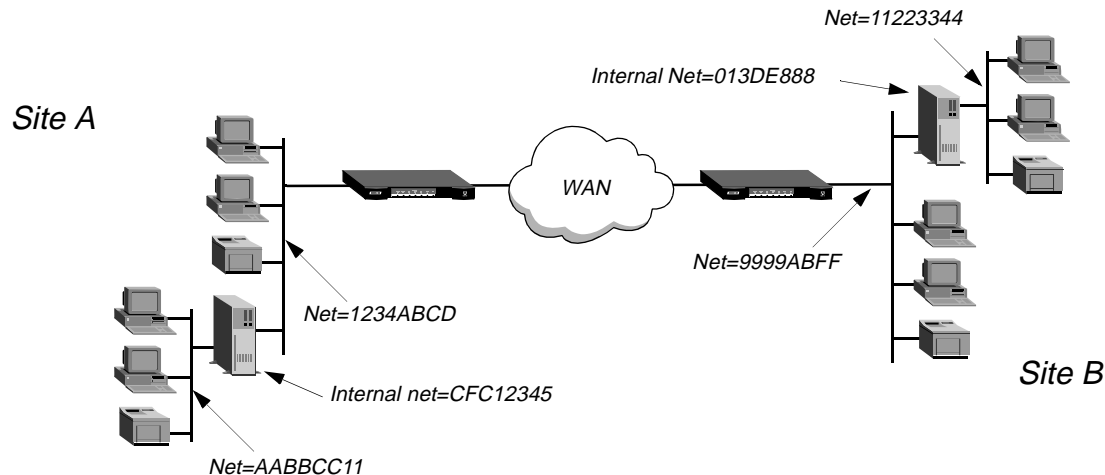 Net=11223344
Internal Net=013DE888
Site A
WAN
Net=9999ABFF
Net=1234ABCD
Site B
Internal net=CFC12345
Net=AABBCC11